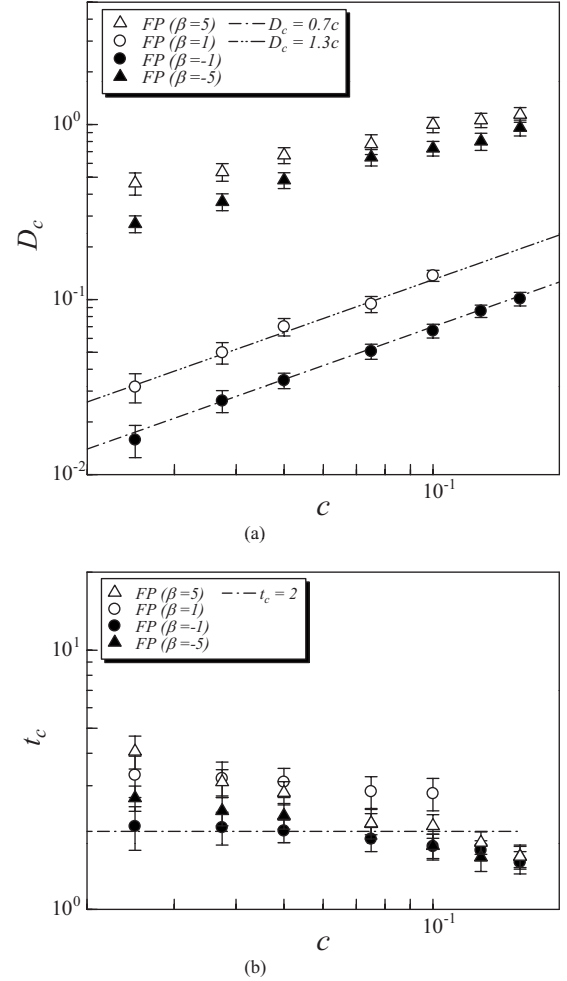 FP (β=5) D_c = 0.7c
FP (β=1) D_c = 1.3c
FP (β=-1)
FP (β=-5)
10^0
D_c
10^-1
10^-2
10^-1
c
(a)
FP (β=5) t_c = 2
FP (β=1)
FP (β=-1)
FP (β=-5)
10^1
t_c
10^0
10^-1
c
(b)